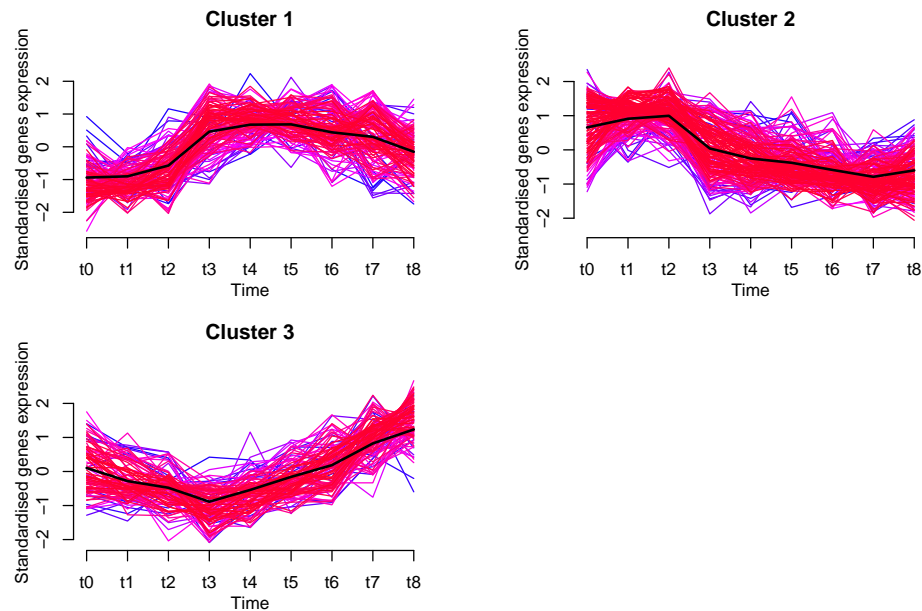 Cluster 1
Standardised genes expression
2
1
0
−1
−2
t0 t1 t2 t3 t4 t5 t6 t7 t8
Time
Cluster 2
Standardised genes expression
2
1
0
−1
−2
t0 t1 t2 t3 t4 t5 t6 t7 t8
Time
Cluster 3
Standardised genes expression
2
1
0
−1
−2
t0 t1 t2 t3 t4 t5 t6 t7 t8
Time